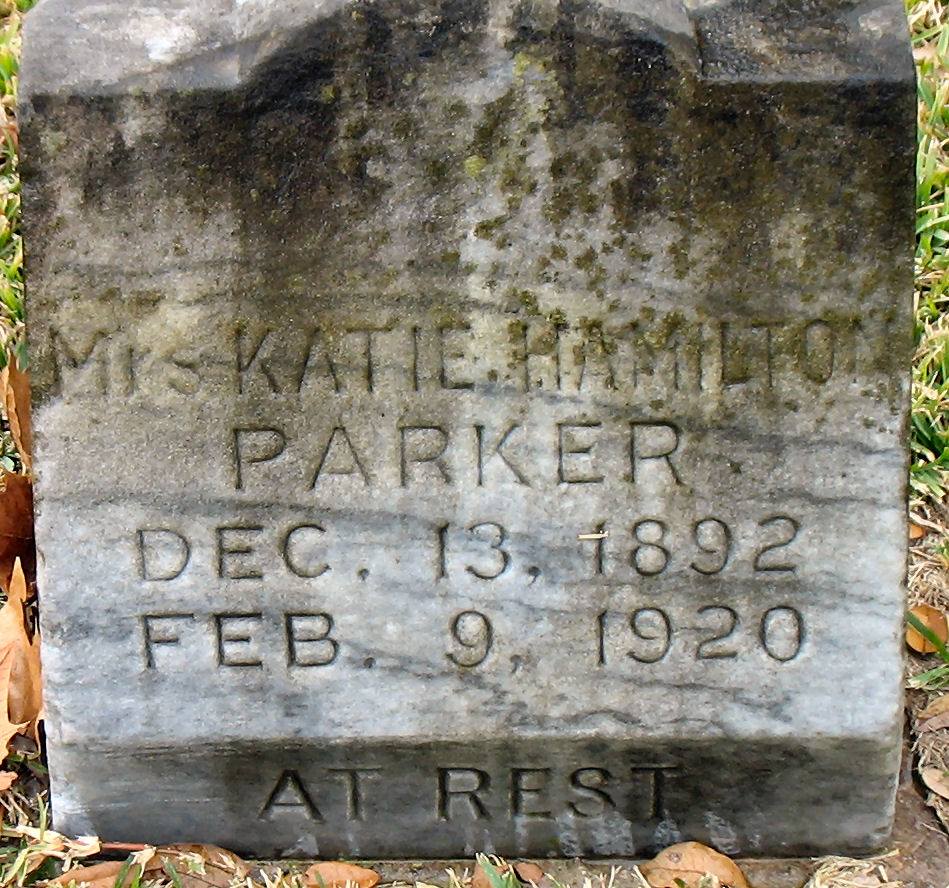 Mrs KATIE HAMILTON
PARKER
DEC. 13, 1892
FEB. 9, 1920
AT REST